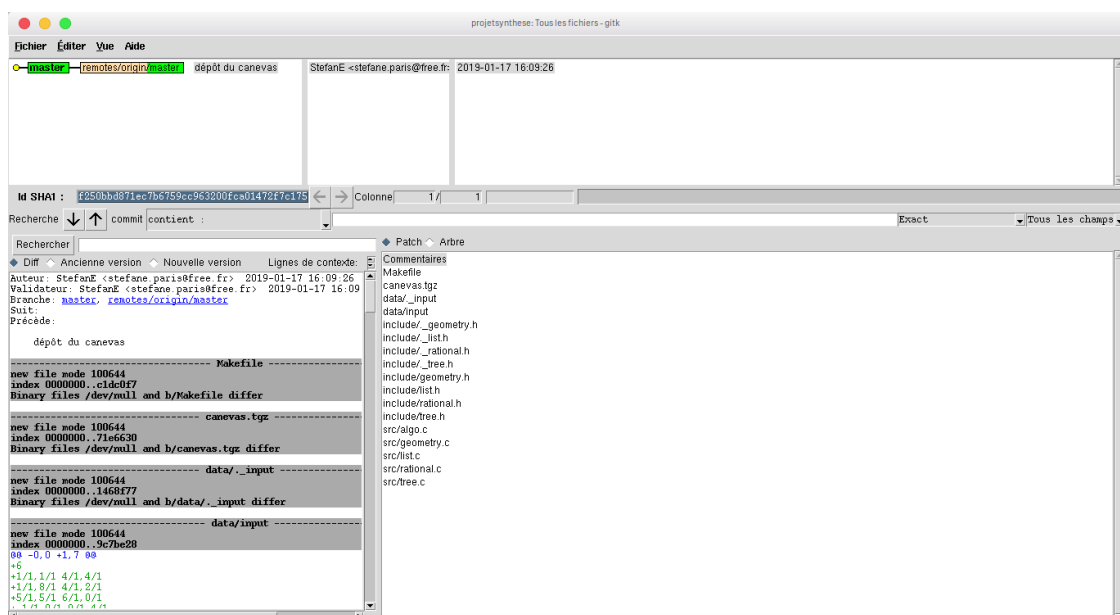 projetsynthese: Tous les fichiers - gitk
Fichier Éditer Vue Aide
master remotes/origin/master dépôt du canevas StefanE <stefane.paris@free.fr> 2019-01-17 16:09:26
Id SHA1 : f250bbd871ec7b6759cc963200fca01472f7c175 Colonne 1/ 1
Recherche commit contient : Exact Tous les champs
Rechercher
Patch Arbre
Diff Ancienne version Nouvelle version Lignes de contexte:
Auteur: StefanE <stefane.paris@free.fr> 2019-01-17 16:09:26
Validateur: StefanE <stefane.paris@free.fr> 2019-01-17 16:09
Branche: master, remotes/origin/master
Suit:
Précède:
dépôt du canevas
Makefile
new file mode 100644
index 0000000..c1dc0f7
Binary files /dev/null and b/Makefile differ
canevas.tgz
new file mode 100644
index 0000000..71e6630
Binary files /dev/null and b/canevas.tgz differ
data/._input
new file mode 100644
index 0000000..1468f77
Binary files /dev/null and b/data/._input differ
data/input
new file mode 100644
index 0000000..9c7be28
@@ -0,0 +1,7 @@
+6
+1/1,1/1 4/1,4/1
+1/1,8/1 4/1,2/1
+5/1,5/1 6/1,0/1
Commentaires
Makefile
canevas.tgz
data/._input
data/input
include/._geometry.h
include/._list.h
include/._rational.h
include/._tree.h
include/geometry.h
include/list.h
include/rational.h
include/tree.h
src/algo.c
src/geometry.c
src/list.c
src/rational.c
src/tree.c